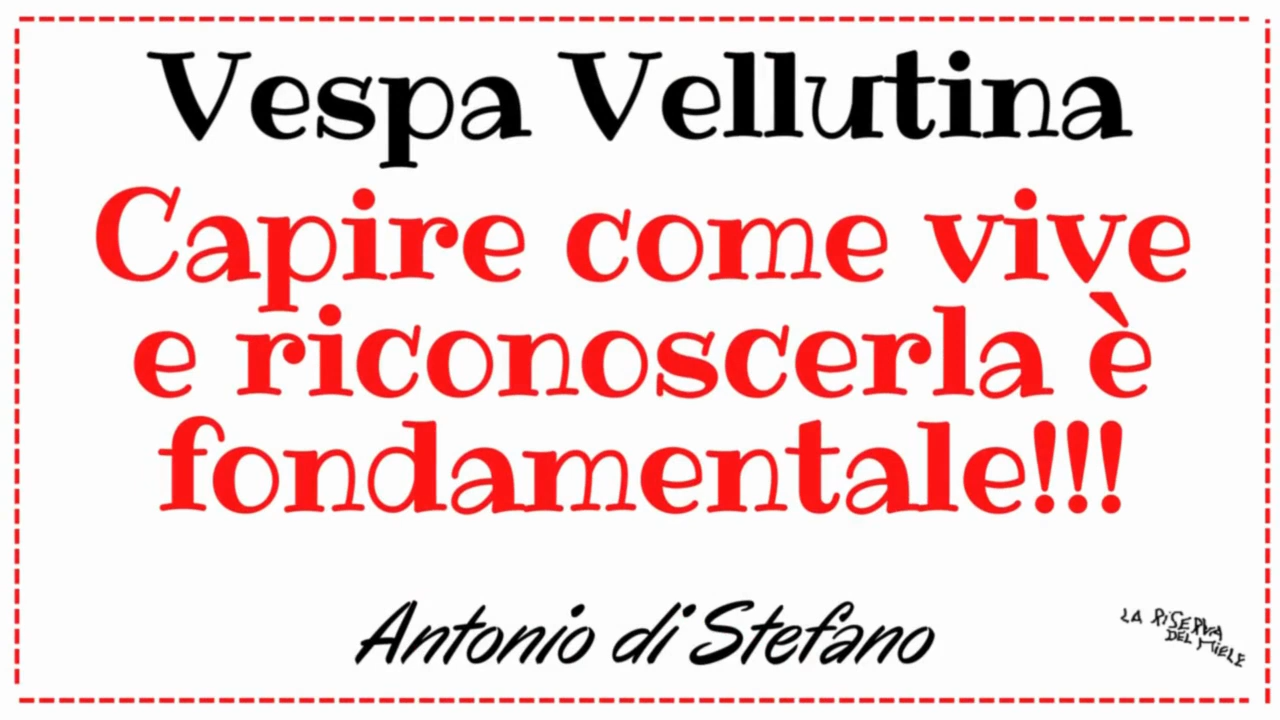 Vespa Vellutina
Capire come vive
e riconoscerla è
fondamentale!!!
Antonio di Stefano
LA RISERVA
DEL MIELE